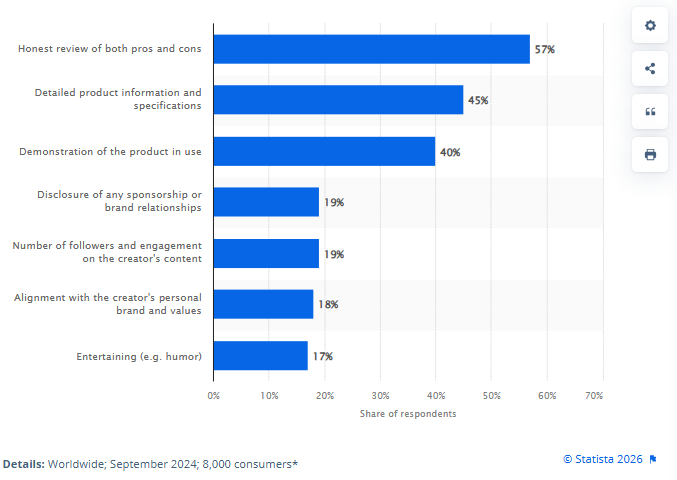 Honest review of both pros and cons
57%
Detailed product information and
specifications
45%
Demonstration of the product in use
40%
Disclosure of any sponsorship or
brand relationships
19%
Number of followers and engagement
on the creator's content
19%
Alignment with the creator's personal
brand and values
18%
Entertaining (e.g. humor)
17%
0% 10% 20% 30% 40% 50% 60% 70%
Share of respondents
Details: Worldwide; September 2024; 8,000 consumers*
© Statista 2026